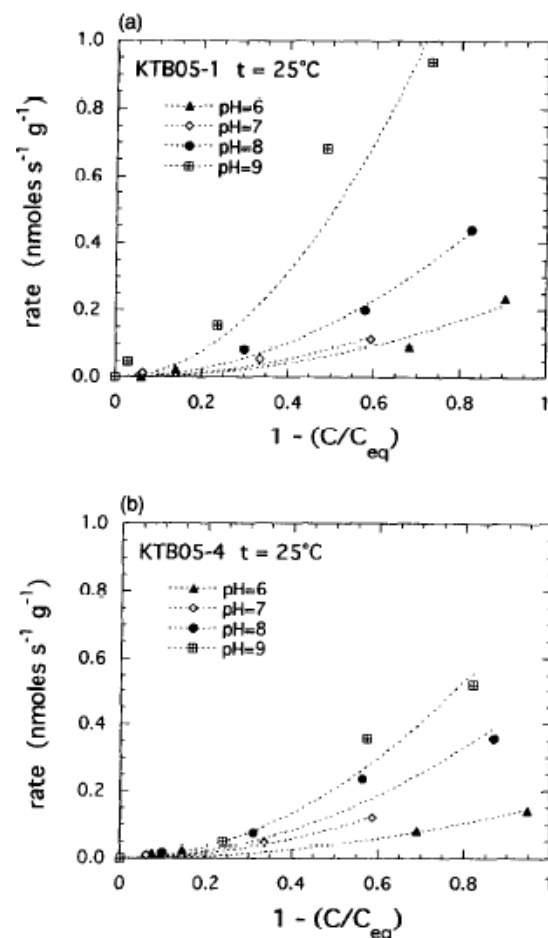 (a)
1.0
KTB05-1 t = 25°C
pH=6
0.8
pH=7
pH=8
pH=9
0.6
0.4
0.2
0.0
rate (nmoles s⁻¹ g⁻¹)
0 0.2 0.4 0.6 0.8 1
1 - (C/Ceq)
(b)
1.0
KTB05-4 t = 25°C
pH=6
0.8
pH=7
pH=8
pH=9
0.6
0.4
0.2
0.0
rate (nmoles s⁻¹ g⁻¹)
0 0.2 0.4 0.6 0.8 1
1 - (C/Ceq)